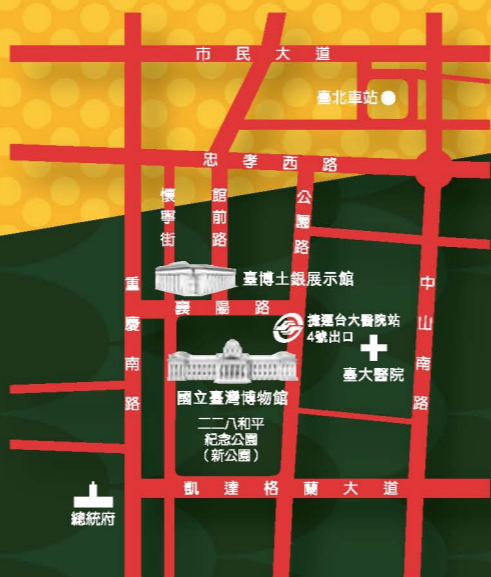 市民大道
臺北車站
忠孝西路
懷寧街
館前路
公園路
臺博土銀展示館
重慶南路
襄陽路
中山南路
捷運台大醫院站
4號出口
臺大醫院
國立臺灣博物館
二二八和平
紀念公園
（新公園）
凱達格蘭大道
總統府